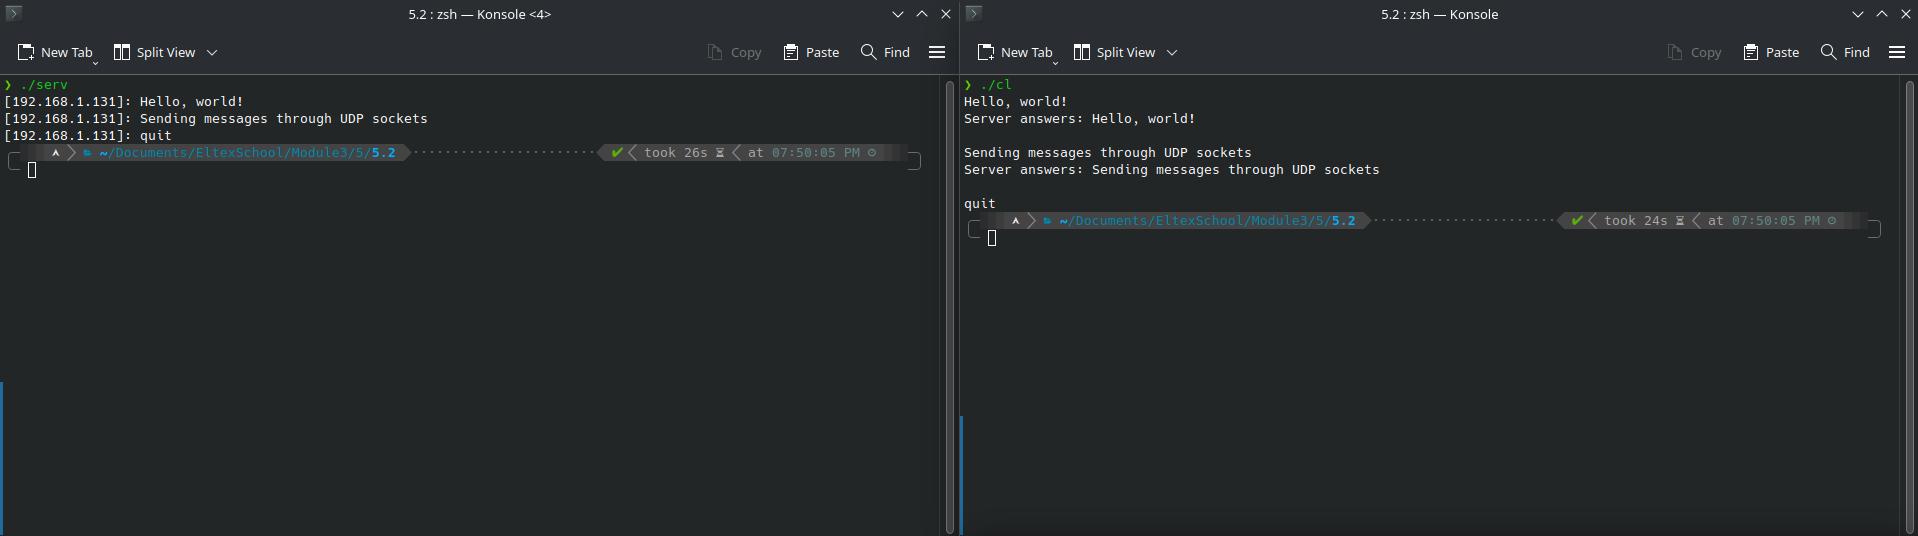 5.2 : zsh — Konsole <4>
New Tab Split View Copy Paste Find
❯ ./serv
[192.168.1.131]: Hello, world!
[192.168.1.131]: Sending messages through UDP sockets
[192.168.1.131]: quit
~/Documents/EltexSchool/Module3/5/5.2 ✔ took 26s at 07:50:05 PM
5.2 : zsh — Konsole
New Tab Split View Copy Paste Find
❯ ./cl
Hello, world!
Server answers: Hello, world!
Sending messages through UDP sockets
Server answers: Sending messages through UDP sockets
quit
~/Documents/EltexSchool/Module3/5/5.2 ✔ took 24s at 07:50:05 PM